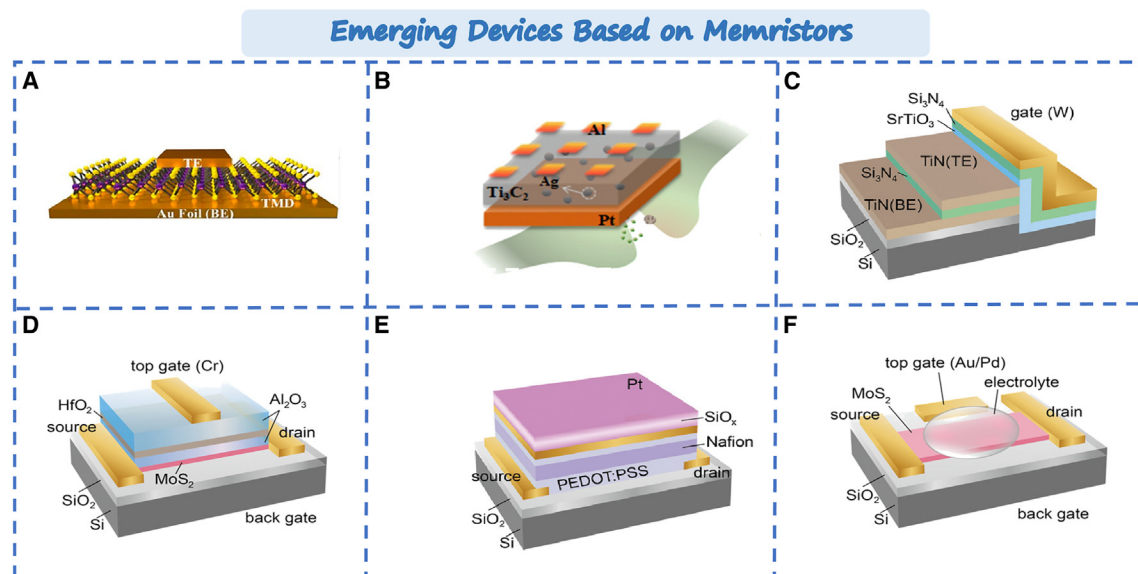 Emerging Devices Based on Memristors
A
TE
TMD
Au Foil (BE)
B
Al
Ag
Ti₃C₂
Pt
C
Si₃N₄
SrTiO₃
gate (W)
TiN(TE)
Si₃N₄
TiN(BE)
SiO₂
Si
D
top gate (Cr)
HfO₂
Al₂O₃
source
drain
MoS₂
SiO₂
Si
back gate
E
Pt
SiOₓ
Nafion
source
PEDOT:PSS
drain
SiO₂
Si
F
top gate (Au/Pd)
electrolyte
MoS₂
source
drain
SiO₂
Si
back gate